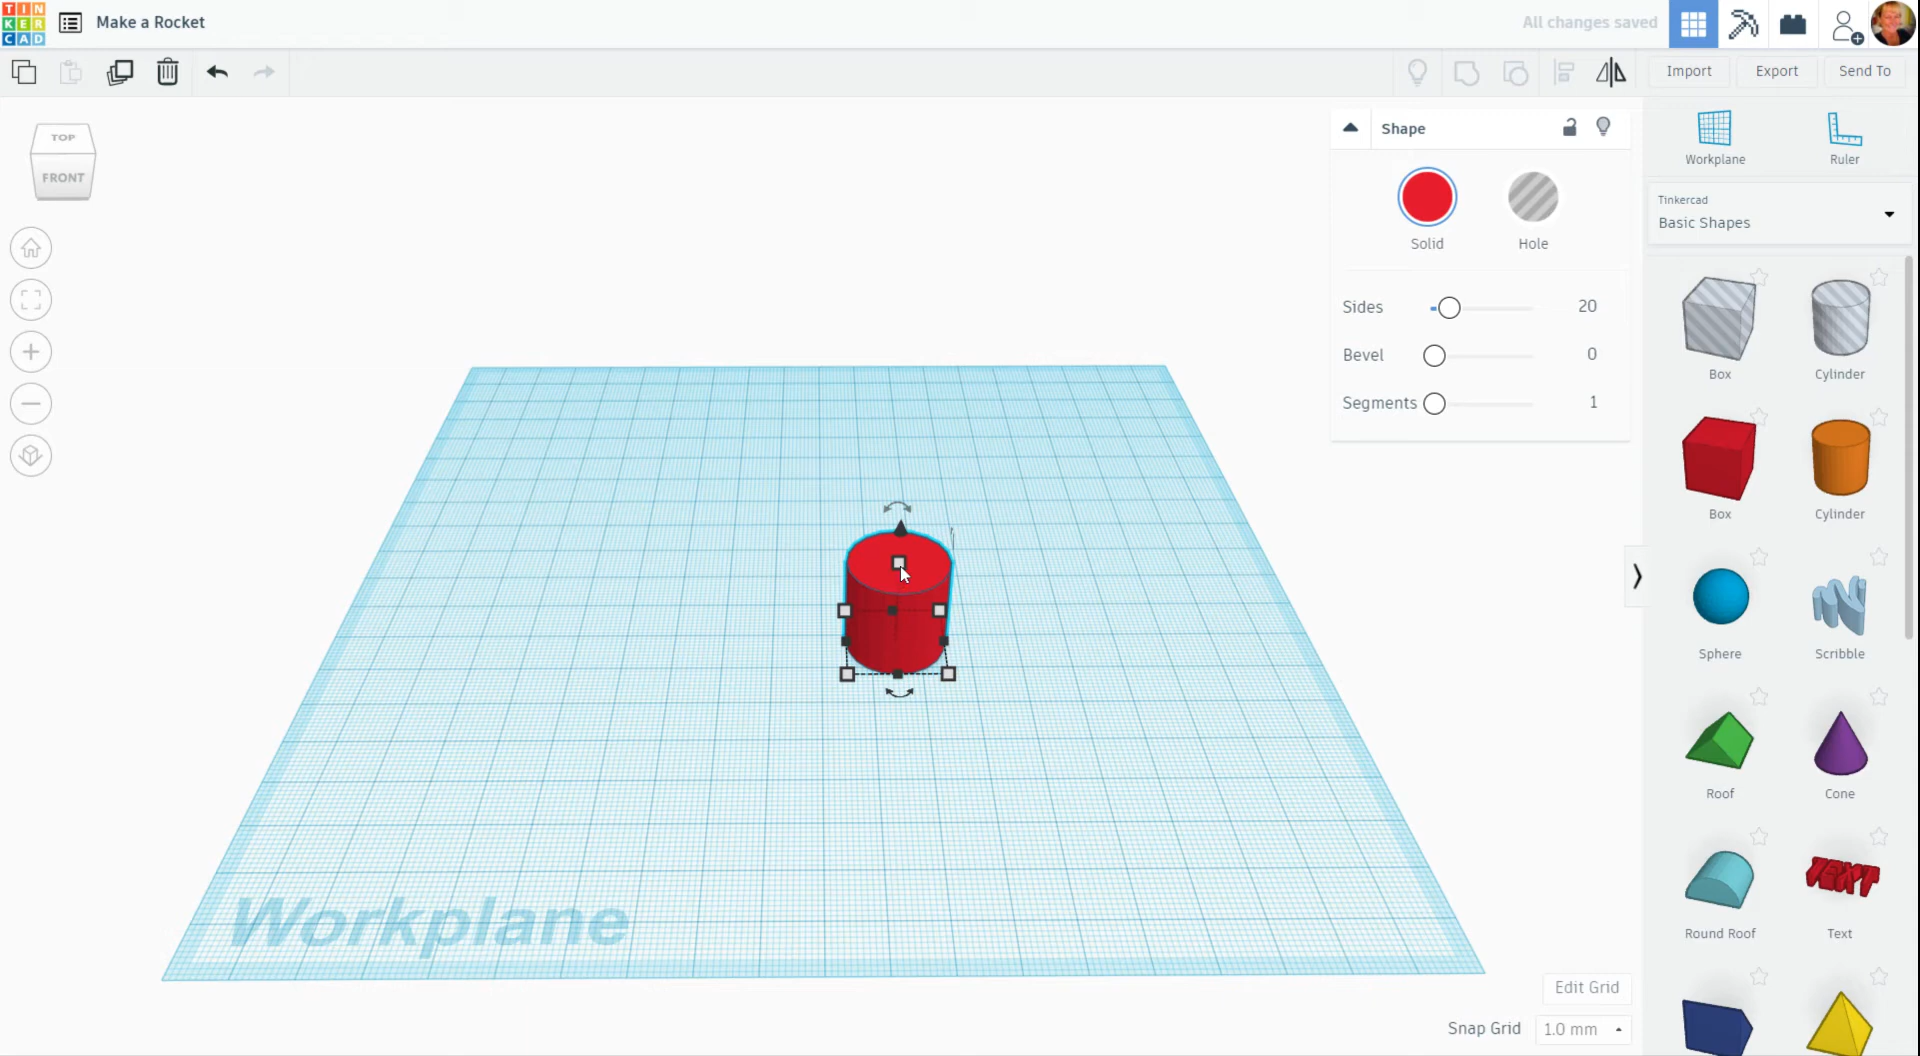 TIN
KER
CAD
Make a Rocket
All changes saved
Import
Export
Send To
TOP
FRONT
Shape
Solid
Hole
Sides
20
Bevel
0
Segments
1
Workplane
Ruler
Tinkercad
Basic Shapes
Box
Cylinder
Box
Cylinder
Sphere
Scribble
Roof
Cone
Round Roof
Text
TEXT
Workplane
Edit Grid
Snap Grid
1.0 mm